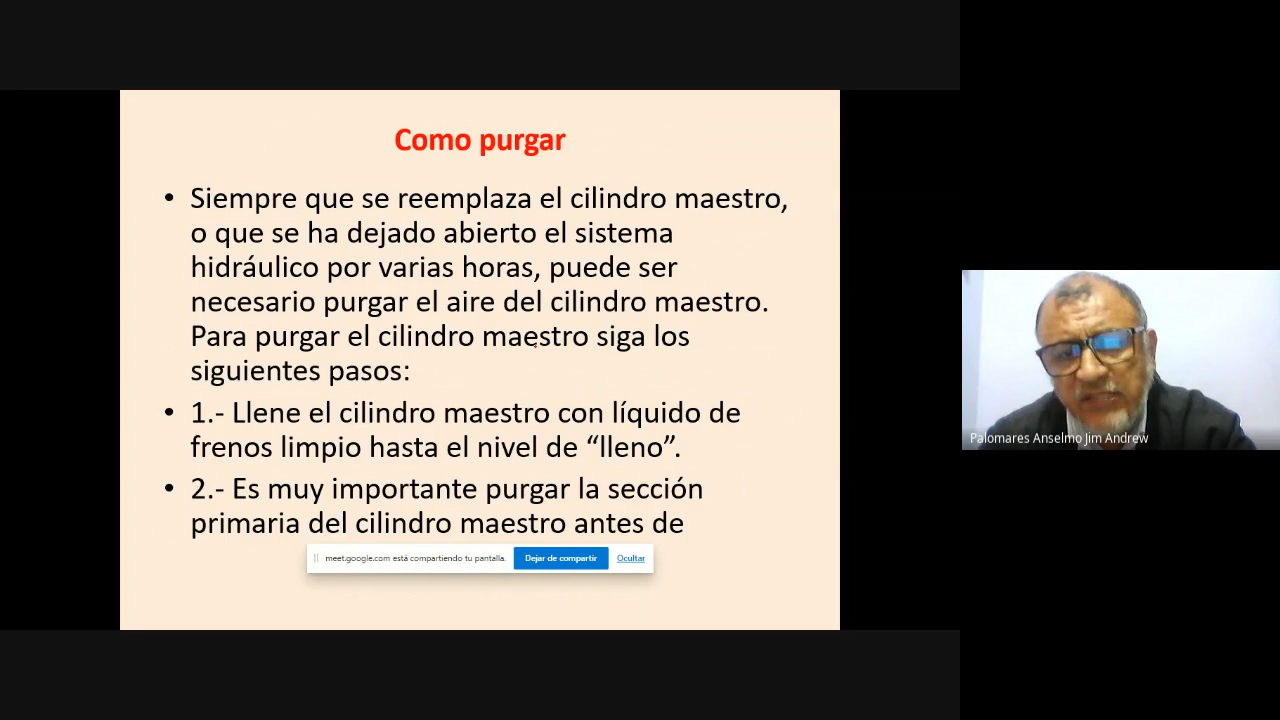 Como purgar
• Siempre que se reemplaza el cilindro maestro,
o que se ha dejado abierto el sistema
hidráulico por varias horas, puede ser
necesario purgar el aire del cilindro maestro.
Para purgar el cilindro maestro siga los
siguientes pasos:
• 1.- Llene el cilindro maestro con líquido de
frenos limpio hasta el nivel de “lleno”.
• 2.- Es muy importante purgar la sección
primaria del cilindro maestro antes de
meet.google.com está compartiendo tu pantalla.
Dejar de compartir
Ocultar
Palomares Anselmo Jim Andrew